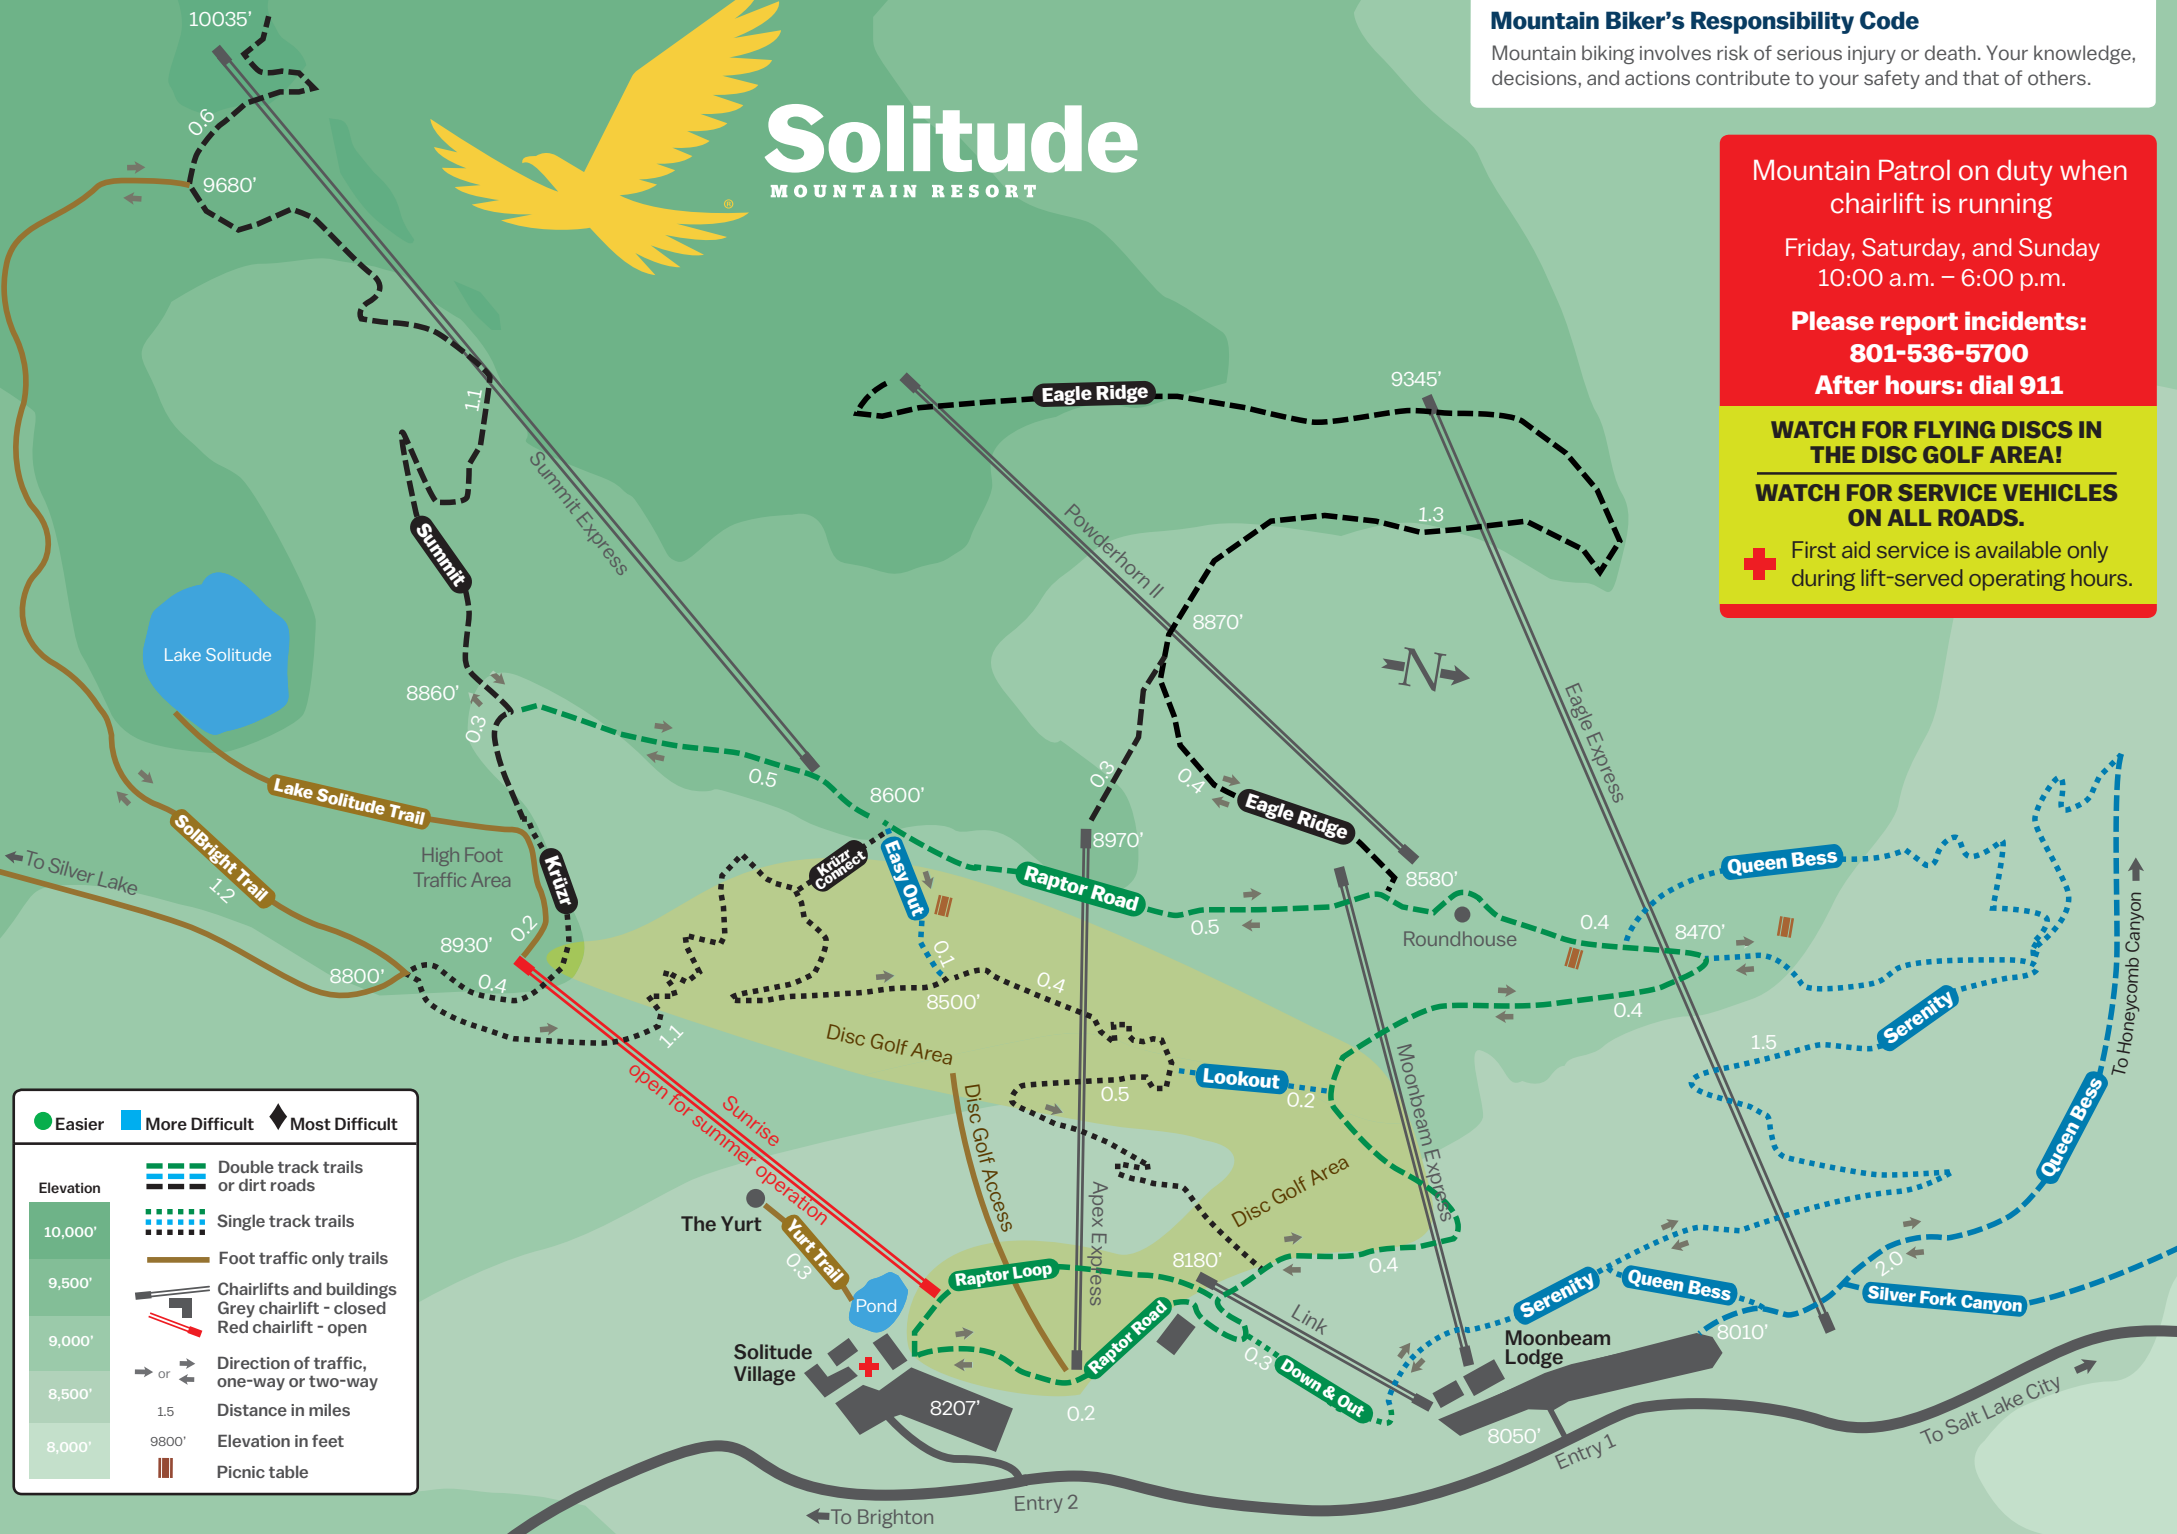 10035’
Mountain Biker’s Responsibility Code
Mountain biking involves risk of serious injury or death. Your knowledge,
decisions, and actions contribute to your safety and that of others.
Solitude
MOUNTAIN RESORT
®
Mountain Patrol on duty when
chairlift is running
Friday, Saturday, and Sunday
10:00 a.m. – 6:00 p.m.
Please report incidents:
801-536-5700
After hours: dial 911
WATCH FOR FLYING DISCS IN
THE DISC GOLF AREA!
WATCH FOR SERVICE VEHICLES
ON ALL ROADS.
First aid service is available only
during lift-served operating hours.
0.6
9680’
1.1
Summit Express
Summit
Eagle Ridge
9345’
1.3
Powderhorn II
8870’
N
Eagle Express
Lake Solitude
8860’
0.3
0.5
8600’
0.3
0.4
Eagle Ridge
8970’
8580’
Lake Solitude Trail
SolBright Trail
1.2
To Silver Lake
High Foot
Traffic Area
Krüzr
Krüzr
Connect
Easy Out
Raptor Road
0.5
Roundhouse
0.4
8470’
Queen Bess
To Honeycomb Canyon
8930’
0.2
8800’
0.4
0.1
8500’
0.4
1.1
Disc Golf Area
0.4
Serenity
1.5
Moonbeam Express
Lookout
0.2
0.5
Sunrise
open for summer operation
Disc Golf Access
Apex Express
Disc Golf Area
Queen Bess
The Yurt
Yurt Trail
0.3
Pond
Raptor Loop
8180’
0.4
Link
Raptor Road
0.3
Down & Out
Serenity
Queen Bess
2.0
Silver Fork Canyon
8010’
Moonbeam
Lodge
Solitude
Village
8207’
0.2
8050’
Entry 1
To Salt Lake City
Entry 2
To Brighton
Easier
More Difficult
Most Difficult
Elevation
10,000’
9,500’
9,000’
8,500’
8,000’
Double track trails
or dirt roads
Single track trails
Foot traffic only trails
Chairlifts and buildings
Grey chairlift - closed
Red chairlift - open
or
Direction of traffic,
one-way or two-way
1.5
Distance in miles
9800’
Elevation in feet
Picnic table